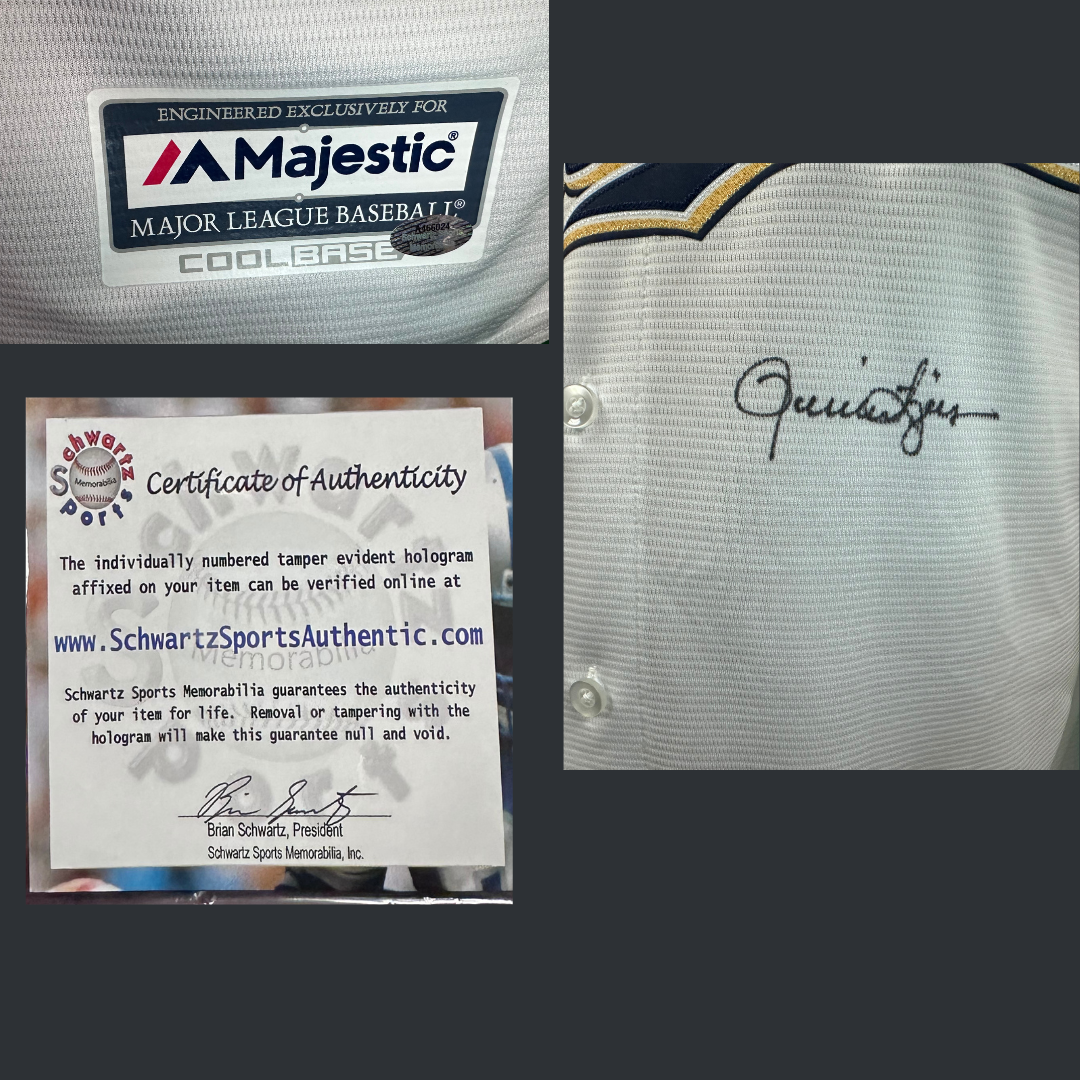 ENGINEERED EXCLUSIVELY FOR
Majestic®
MAJOR LEAGUE BASEBALL®
COOLBASE
A466024
Schwartz
Sports
Memorabilia
Certificate of Authenticity
The individually numbered tamper evident hologram
affixed on your item can be verified online at
www.SchwartzSportsAuthentic.com
Schwartz Sports Memorabilia guarantees the authenticity
of your item for life. Removal or tampering with the
hologram will make this guarantee null and void.
Brian Schwartz, President
Schwartz Sports Memorabilia, Inc.